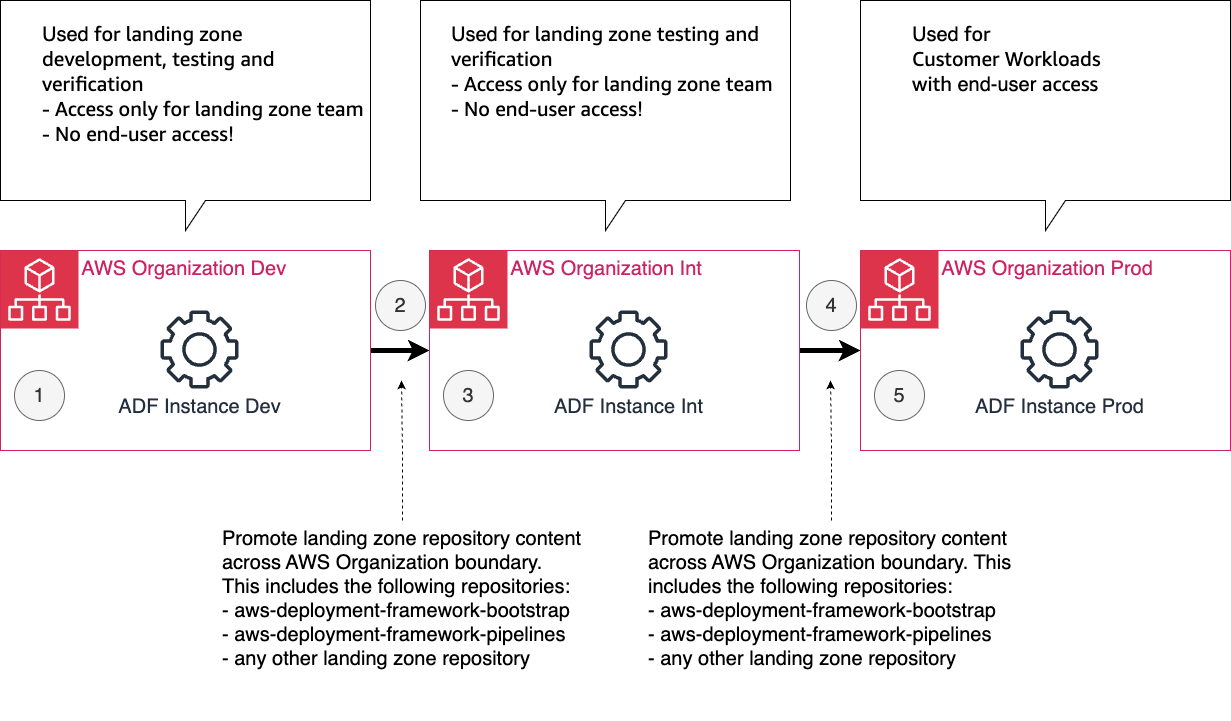 Used for landing zone
development, testing and
verification
- Access only for landing zone team
- No end-user access!
Used for landing zone testing and
verification
- Access only for landing zone team
- No end-user access!
Used for
Customer Workloads
with end-user access
AWS Organization Dev
ADF Instance Dev
1
2
AWS Organization Int
ADF Instance Int
3
4
AWS Organization Prod
ADF Instance Prod
5
Promote landing zone repository content
across AWS Organization boundary.
This includes the following repositories:
- aws-deployment-framework-bootstrap
- aws-deployment-framework-pipelines
- any other landing zone repository
Promote landing zone repository content
across AWS Organization boundary. This
includes the following repositories:
- aws-deployment-framework-bootstrap
- aws-deployment-framework-pipelines
- any other landing zone repository